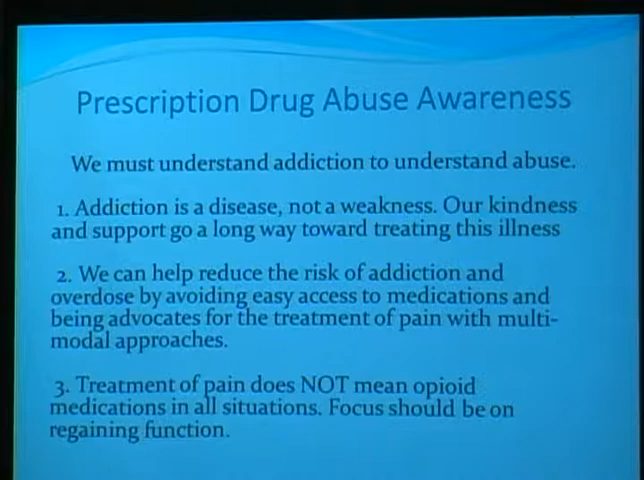 Prescription Drug Abuse Awareness
We must understand addiction to understand abuse.
1. Addiction is a disease, not a weakness. Our kindness
and support go a long way toward treating this illness
2. We can help reduce the risk of addiction and
overdose by avoiding easy access to medications and
being advocates for the treatment of pain with multi-
modal approaches.
3. Treatment of pain does NOT mean opioid
medications in all situations. Focus should be on
regaining function.